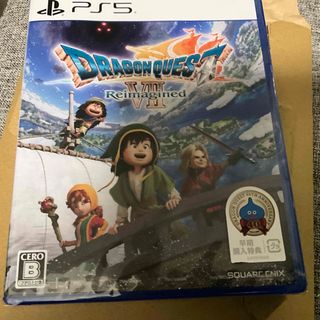 PS5
DRAGON QUEST
VII
Reimagined
早期
購入特典
CERO
B
SQUARE ENIX